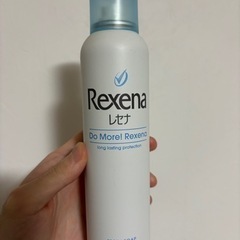 Rexena
レセナ
Do More! Rexena
long lasting protection